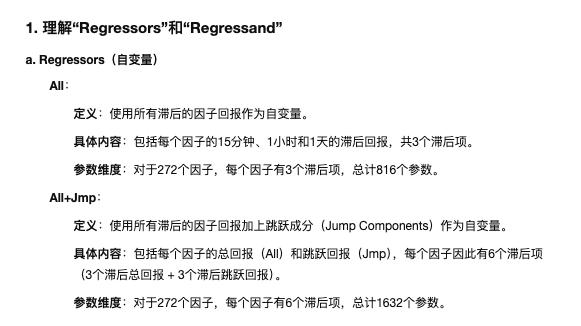 1. 理解“Regressors”和“Regressand”
a. Regressors（自变量）
All：
定义：使用所有滞后的因子回报作为自变量。
具体内容：包括每个因子的15分钟、1小时和1天的滞后回报，共3个滞后项。
参数维度：对于272个因子，每个因子有3个滞后项，总计816个参数。
All+Jmp：
定义：使用所有滞后的因子回报加上跳跃成分（Jump Components）作为自变量。
具体内容：包括每个因子的总回报（All）和跳跃回报（Jmp），每个因子因此有6个滞后项
（3个滞后总回报 + 3个滞后跳跃回报）。
参数维度：对于272个因子，每个因子有6个滞后项，总计1632个参数。